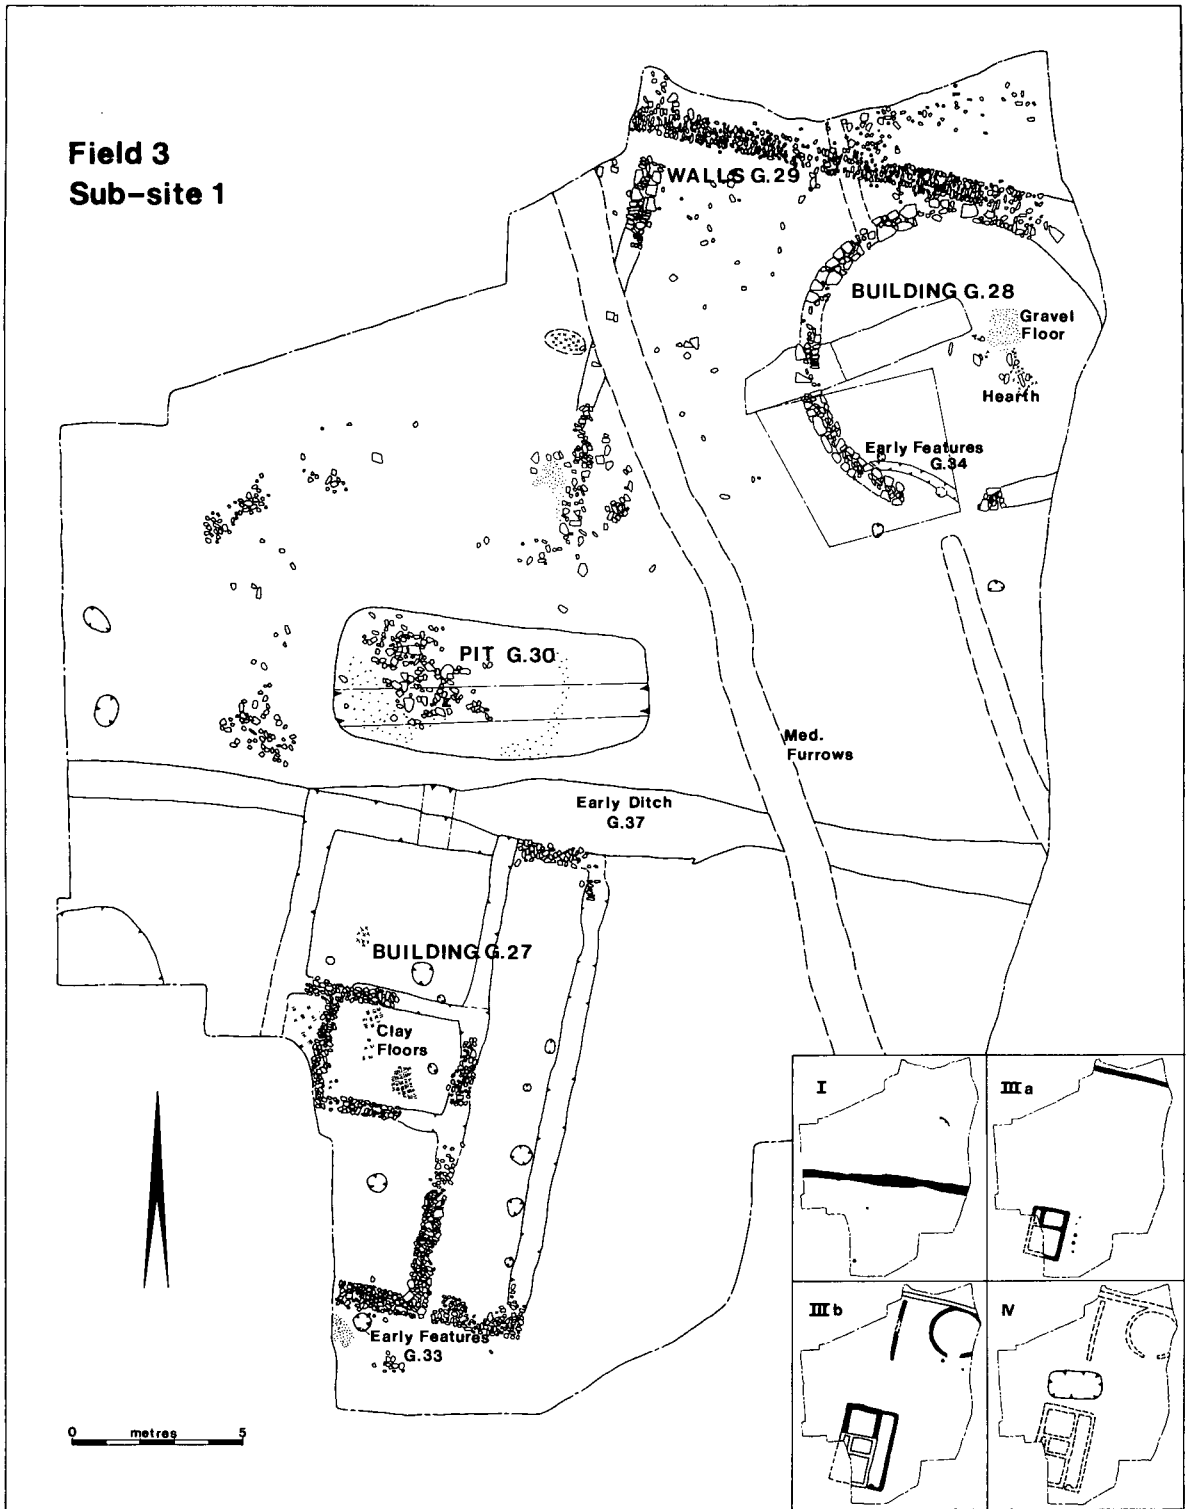 Field 3
Sub-site 1
WALLS G.29
BUILDING G.28
Gravel
Floor
Hearth
Early Features
G.34
PIT G.30
Med.
Furrows
Early Ditch
G.37
BUILDING G.27
Clay
Floors
Early Features
G.33
0 metres 5
I
III a
III b
IV